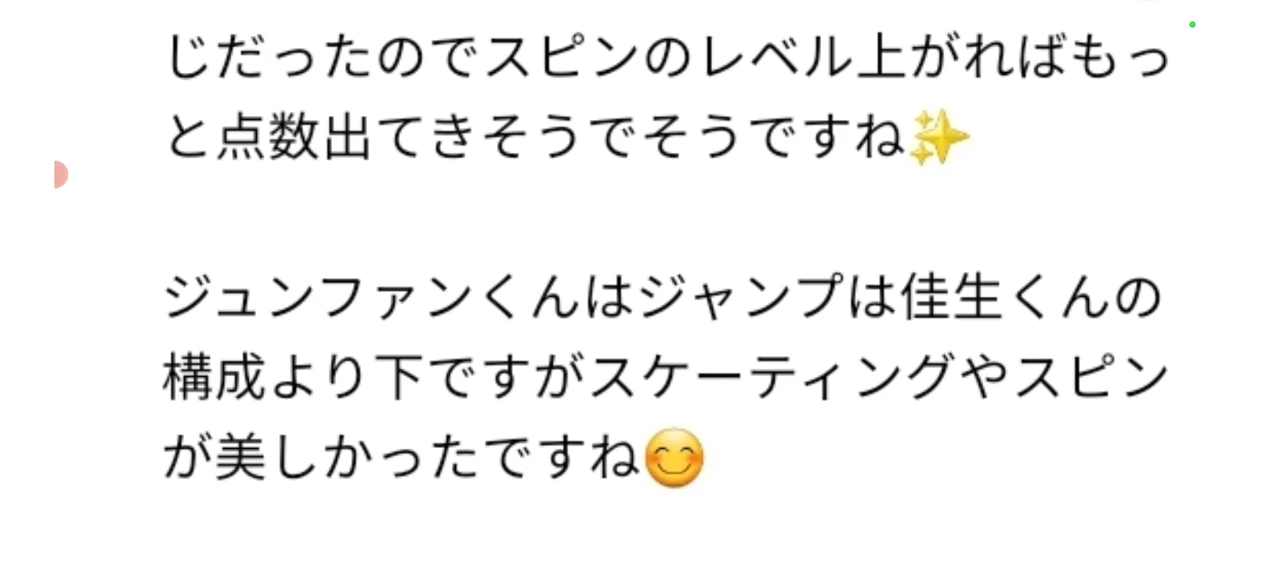 じだったのでスピンのレベル上がればもっ
と点数出てきそうでそうですね✨
ジュンファンくんはジャンプは佳生くんの
構成より下ですがスケーティングやスピン
が美しかったですね😊